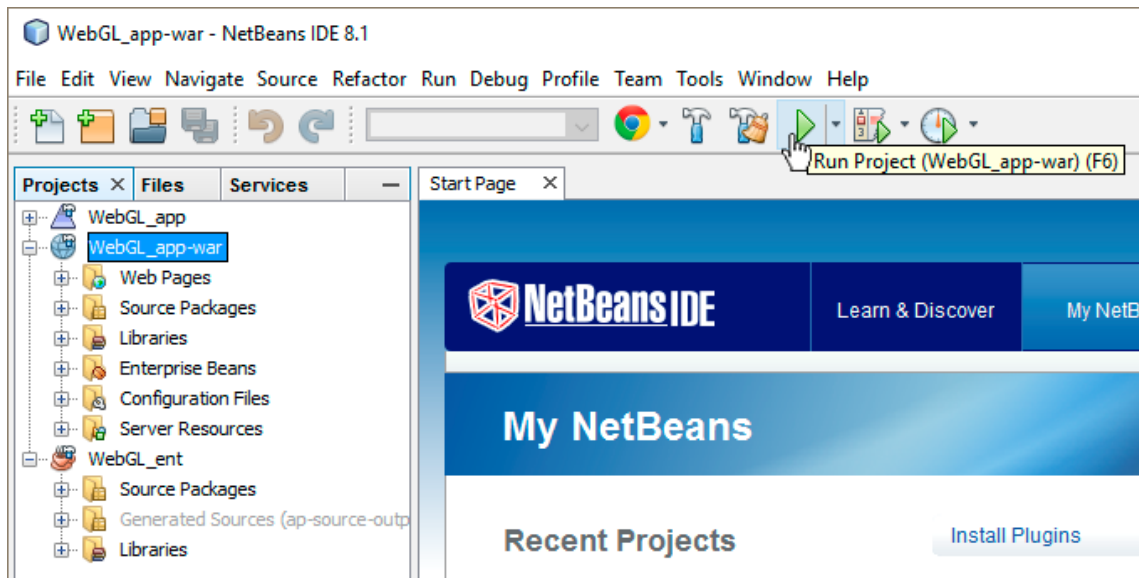 WebGL_app-war - NetBeans IDE 8.1
File Edit View Navigate Source Refactor Run Debug Profile Team Tools Window Help
Run Project (WebGL_app-war) (F6)
Projects Files Services
Start Page
WebGL_app
WebGL_app-war
Web Pages
Source Packages
Libraries
Enterprise Beans
Configuration Files
Server Resources
WebGL_ent
Source Packages
Generated Sources (ap-source-outp
Libraries
NetBeans IDE
Learn & Discover
My NetB
My NetBeans
Recent Projects
Install Plugins